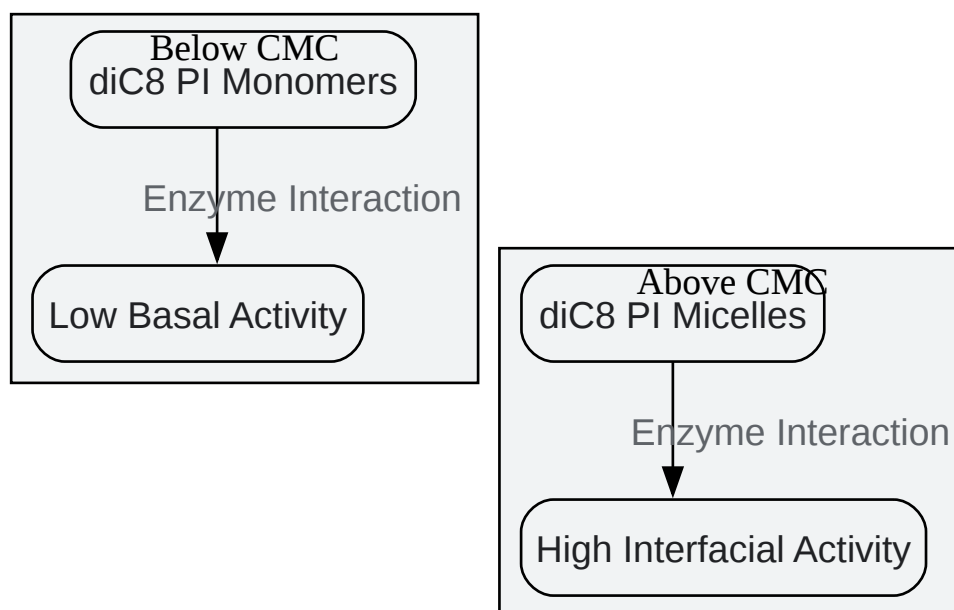 Below CMC
diC8 PI Monomers
Enzyme Interaction
Low Basal Activity
Above CMC
diC8 PI Micelles
Enzyme Interaction
High Interfacial Activity